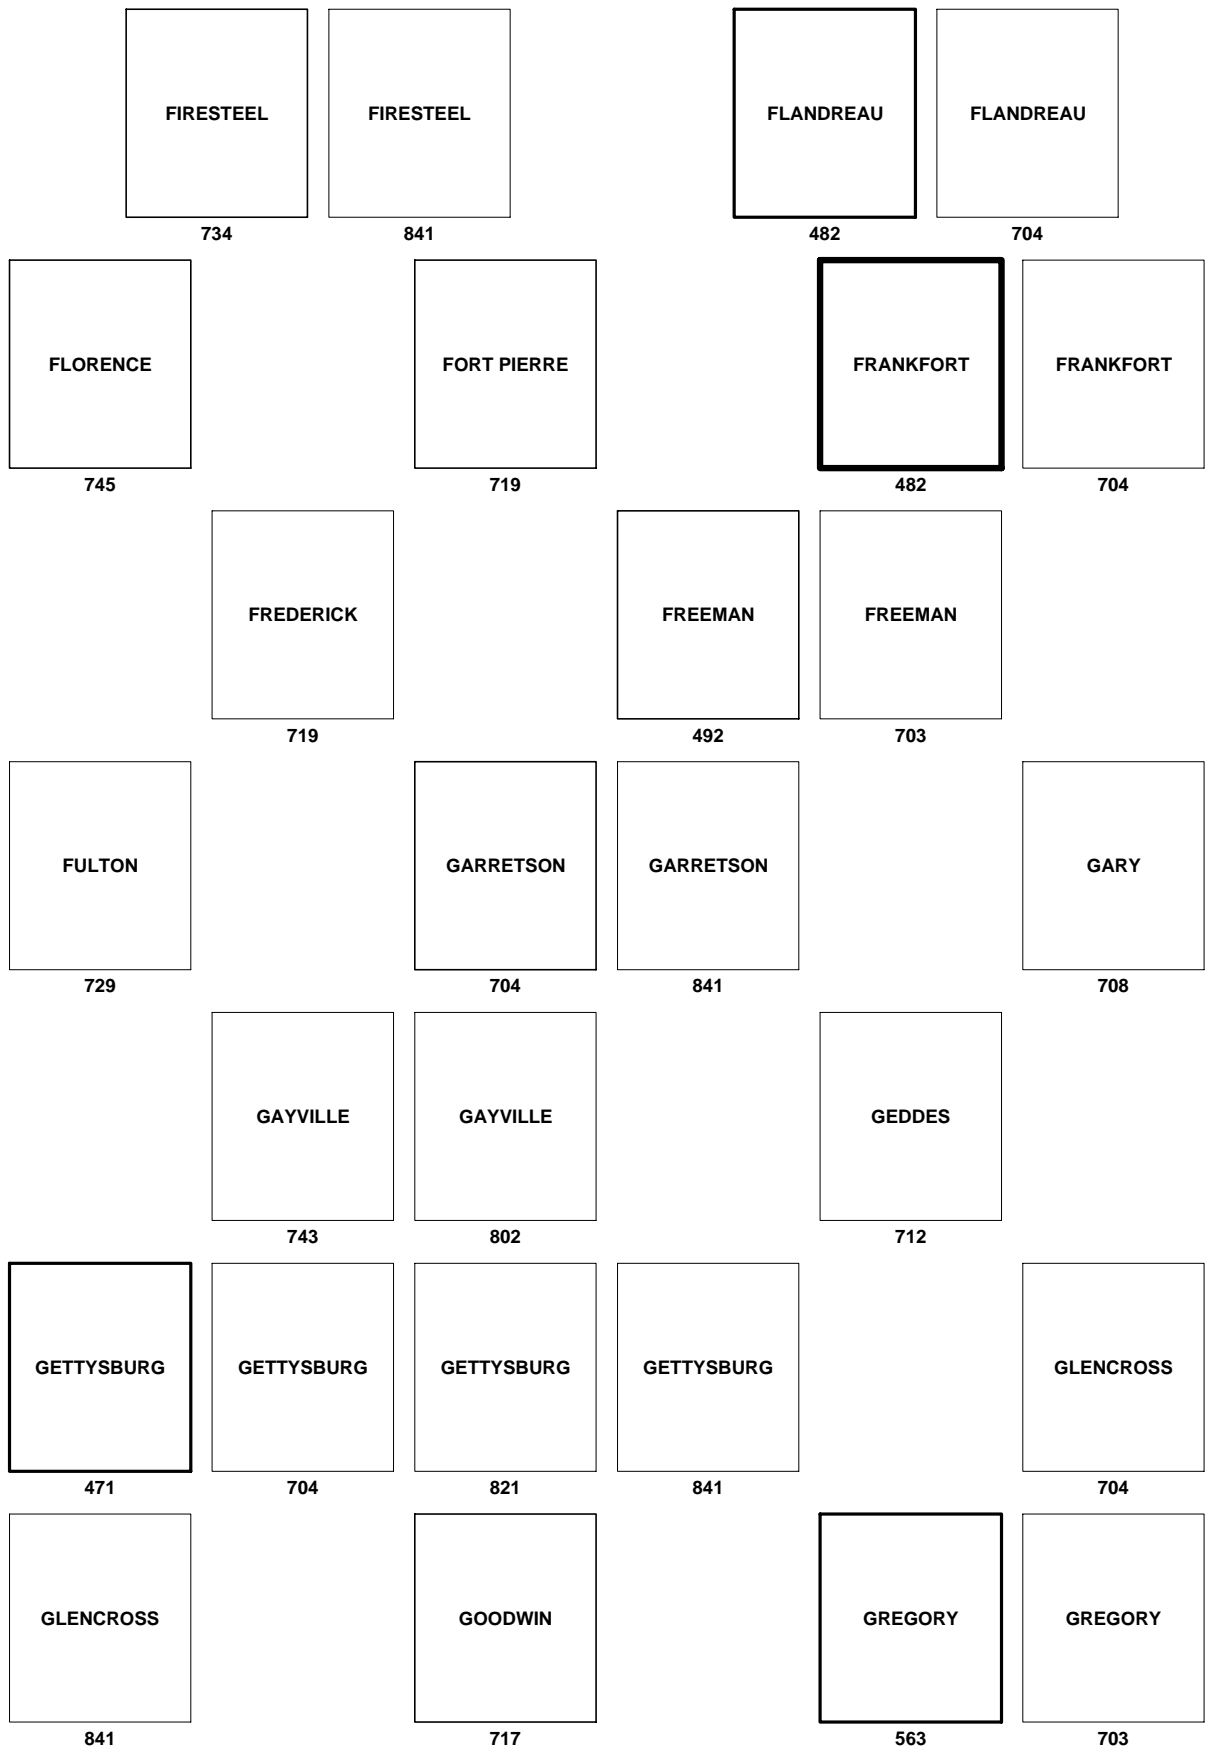 FIRESTEEL FIRESTEEL FLANDREAU FLANDREAU
734 841 482 704
FLORENCE FORT PIERRE FRANKFORT FRANKFORT
745 719 482 704
FREDERICK FREEMAN FREEMAN
719 492 703
FULTON GARRETSON GARRETSON GARY
729 704 841 708
GAYVILLE GAYVILLE GEDDES
743 802 712
GETTYSBURG GETTYSBURG GETTYSBURG GETTYSBURG GLENCROSS
471 704 821 841 704
GLENCROSS GOODWIN GREGORY GREGORY
841 717 563 703